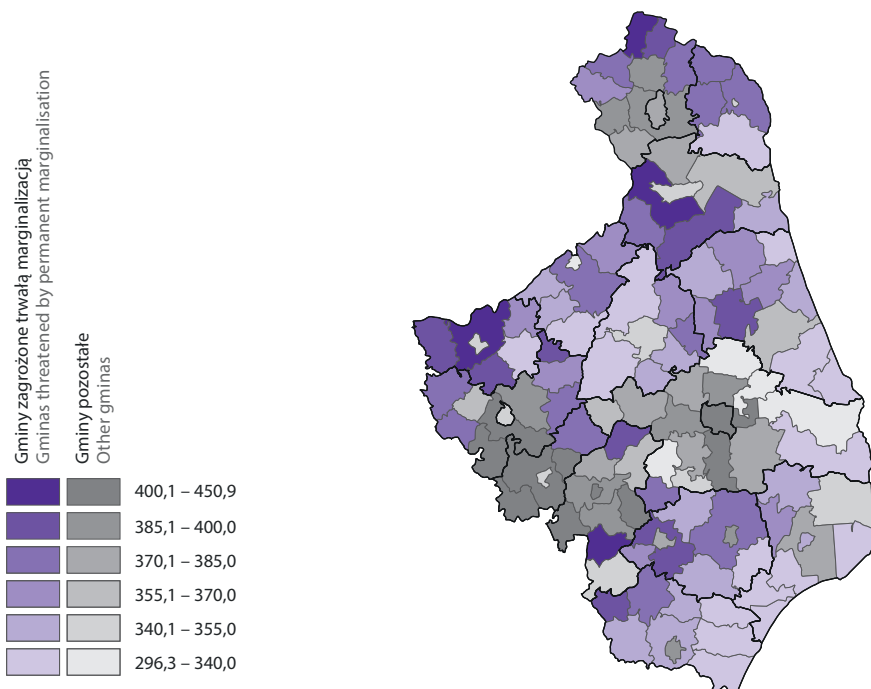 Gminy zagrożone trwałą marginalizacją
Gminas threatened by permanent marginalisation
Gminy pozostałe
Other gminas
400,1 – 450,9
385,1 – 400,0
370,1 – 385,0
355,1 – 370,0
340,1 – 355,0
296,3 – 340,0